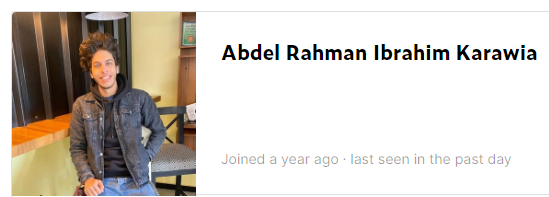 Abdel Rahman Ibrahim Karawia
Joined a year ago · last seen in the past day